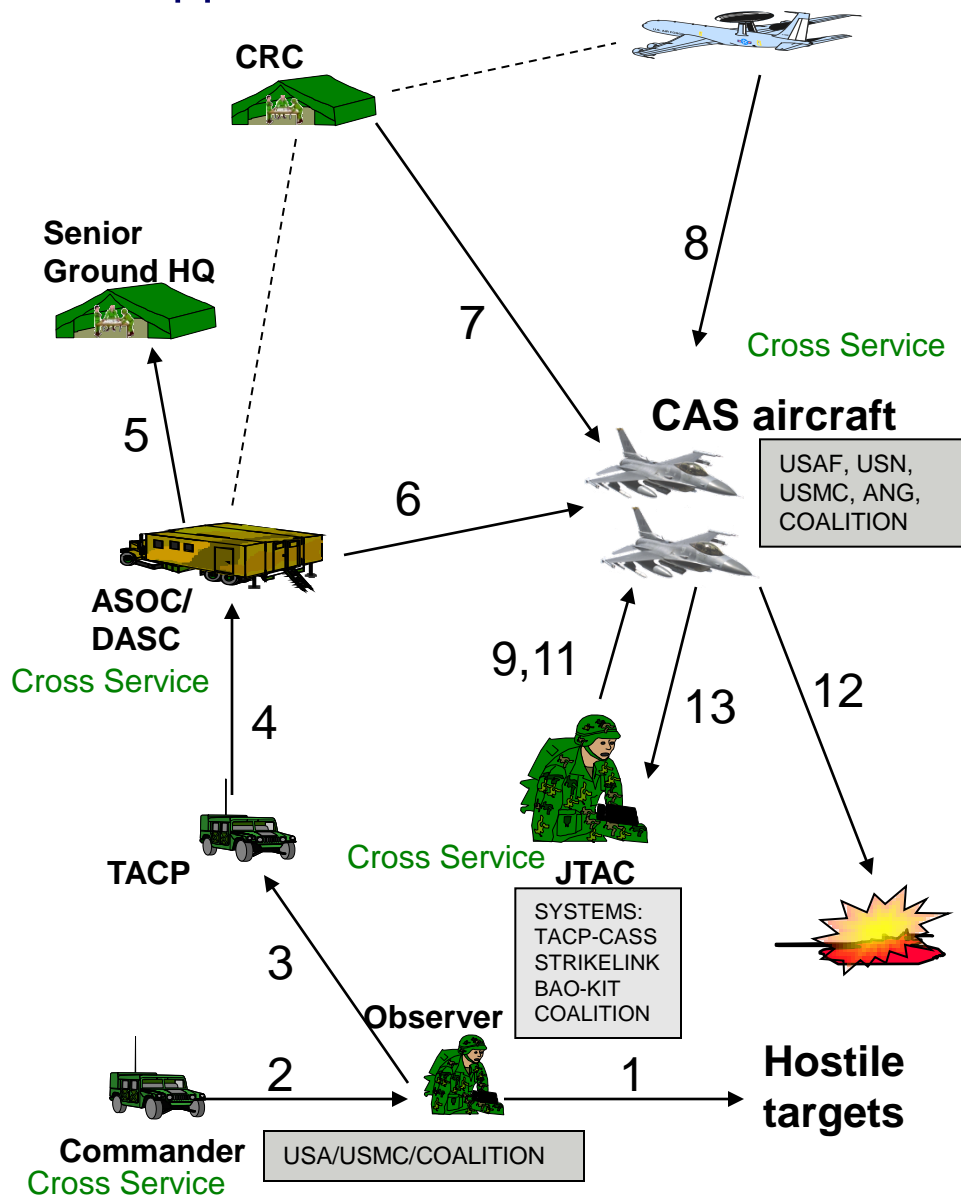 CRC
Senior
Ground HQ
8
7
Cross Service
5
CAS aircraft
USAF, USN,
USMC, ANG,
COALITION
6
ASOC/
DASC
Cross Service
9,11
13
12
4
TACP
Cross Service
JTAC
SYSTEMS:
TACP-CASS
STRIKELINK
BAO-KIT
COALITION
3
Observer
2
1
Hostile
targets
Commander
USA/USMC/COALITION
Cross Service